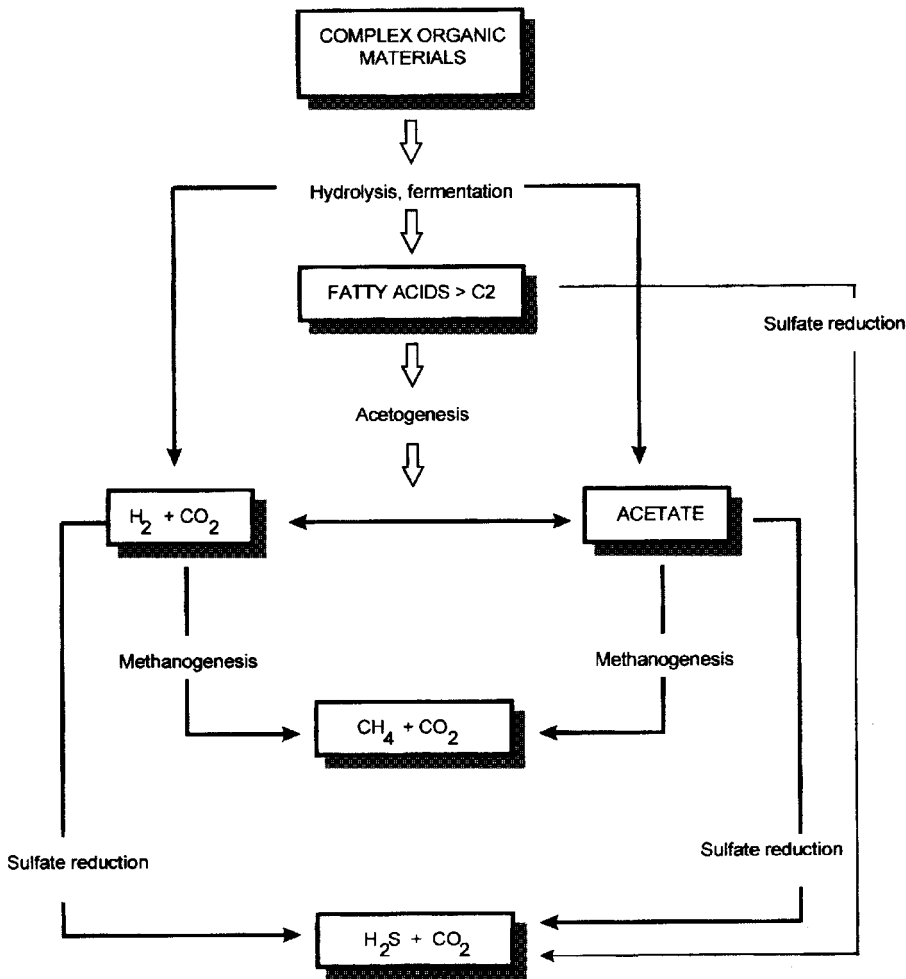 COMPLEX ORGANIC
MATERIALS
Hydrolysis, fermentation
FATTY ACIDS > C2
Sulfate reduction
Acetogenesis
H₂ + CO₂
ACETATE
Methanogenesis
Methanogenesis
CH₄ + CO₂
Sulfate reduction
Sulfate reduction
H₂S + CO₂